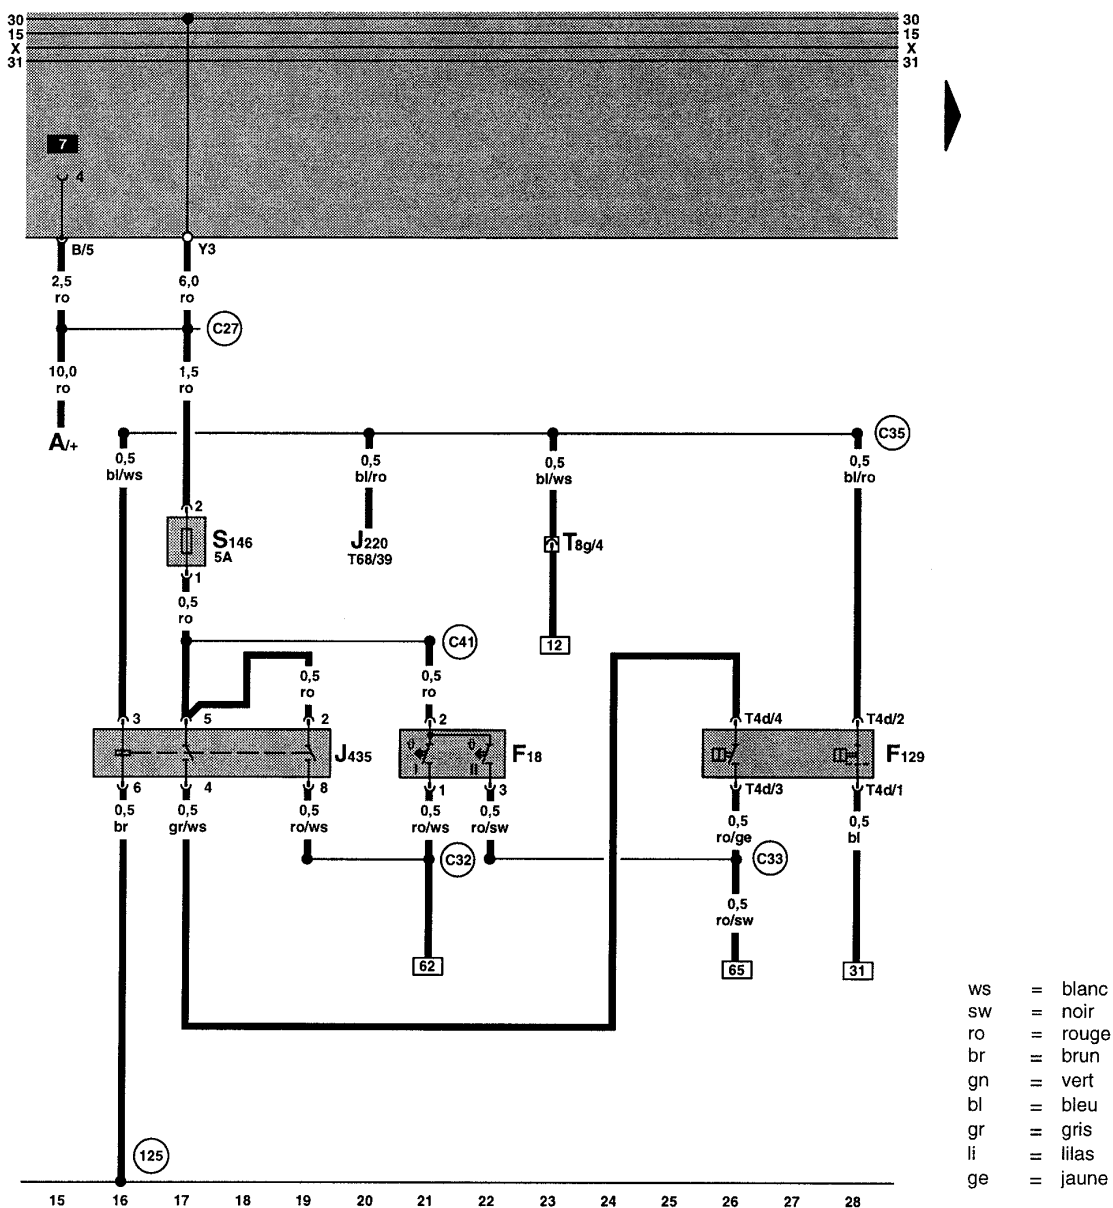 30 30
15 15
X X
31 31
7
4
B/5 Y3
2,5 6,0
ro ro
C27
10,0 1,5
ro ro
A/+
C35
0,5 0,5 0,5 0,5
bl/ws bl/ro bl/ws bl/ro
2
S146
5A
J220
T68/39
T8g/4
1
0,5
ro
C41
12
0,5 0,5
ro ro
3 5 2 2 T4d/4 T4d/2
J435 F18 F129
ϑ ϑ
I II
6 4 8 1 3 T4d/3 T4d/1
0,5 0,5 0,5 0,5 0,5 0,5 0,5
br gr/ws ro/ws ro/ws ro/sw ro/ge bl
C32 C33
0,5
ro/sw
62 65 31
ws = blanc
sw = noir
ro = rouge
br = brun
gn = vert
bl = bleu
gr = gris
li = lilas
ge = jaune
125
15 16 17 18 19 20 21 22 23 24 25 26 27 28